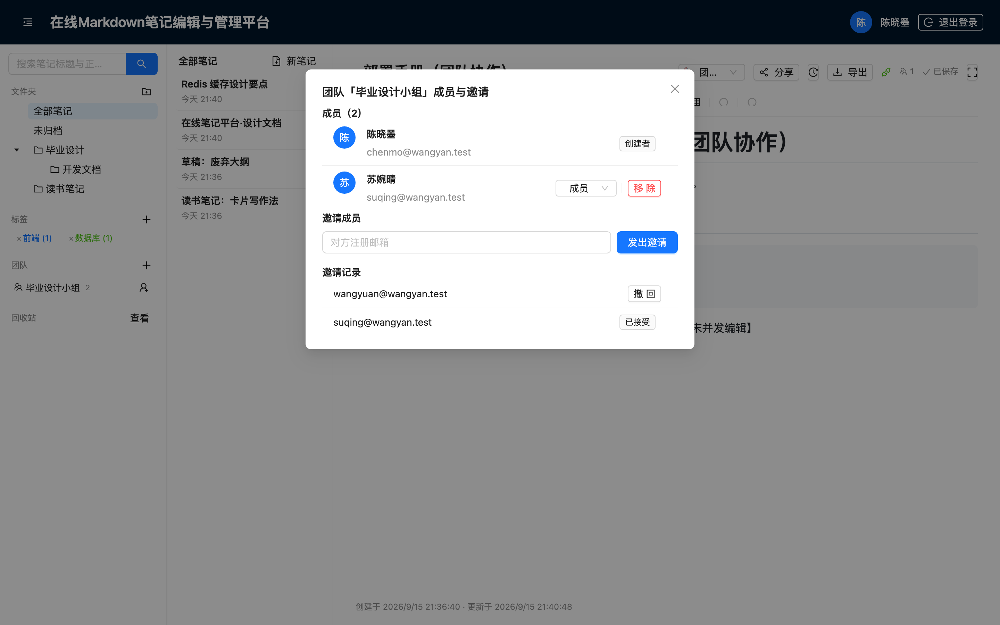 在线Markdown笔记编辑与管理平台
陈 陈晓墨 退出登录
搜索笔记标题与正...
文件夹
全部笔记
未归档
毕业设计
开发文档
读书笔记
标签
×前端 (1) ×数据库 (1)
团队
毕业设计小组 2
回收站 查看
全部笔记 新笔记
Redis 缓存设计要点
今天 21:40
在线笔记平台·设计文档
今天 21:40
草稿：废弃大纲
今天 21:36
读书笔记：卡片写作法
今天 21:36
部署手册（团队协作）
团... 分享 导出 1 已保存
团队协作）
末并发编辑】
创建于 2026/9/15 21:36:40 · 更新于 2026/9/15 21:40:48
团队「毕业设计小组」成员与邀请
成员（2）
陈 陈晓墨 创建者
chenmo@wangyan.test
苏 苏婉晴 成员 移 除
suqing@wangyan.test
邀请成员
对方注册邮箱 发出邀请
邀请记录
wangyuan@wangyan.test 撤 回
suqing@wangyan.test 已接受